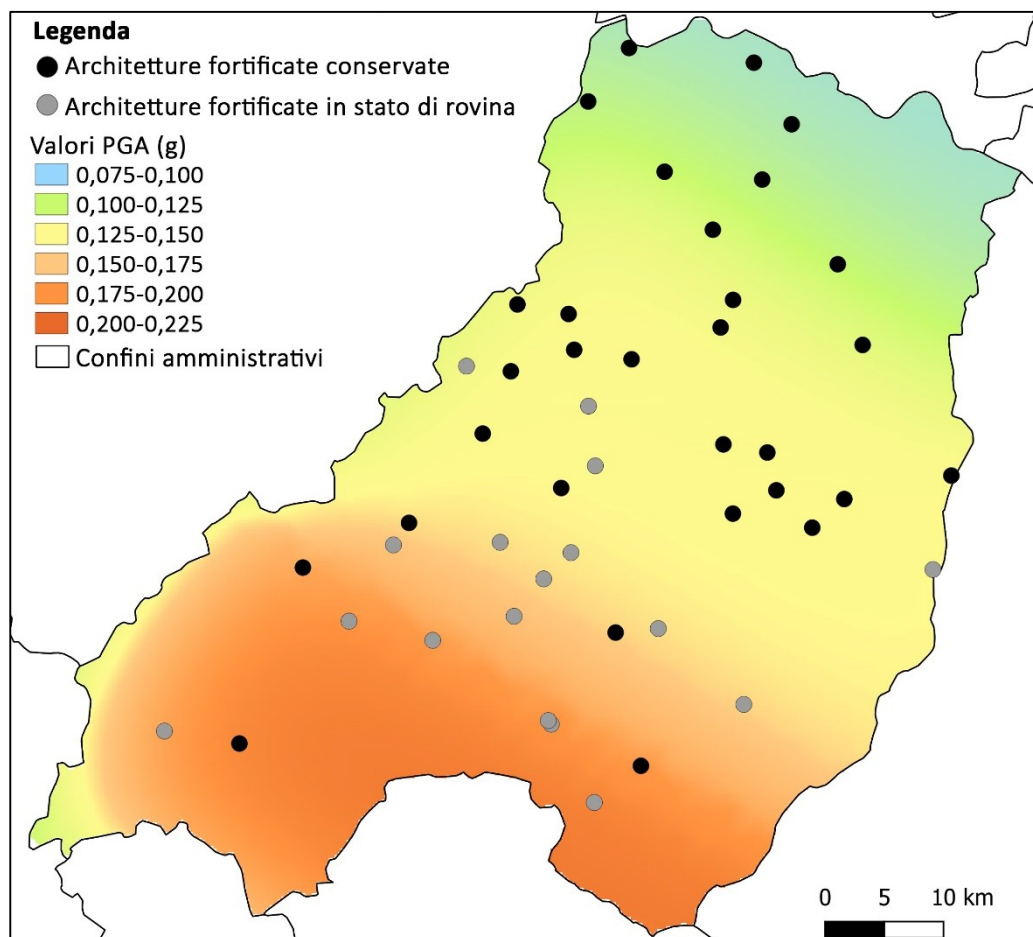 Legenda
Architetture fortificate conservate
Architetture fortificate in stato di rovina
Valori PGA (g)
0,075-0,100
0,100-0,125
0,125-0,150
0,150-0,175
0,175-0,200
0,200-0,225
Confini amministrativi
0 5 10 km